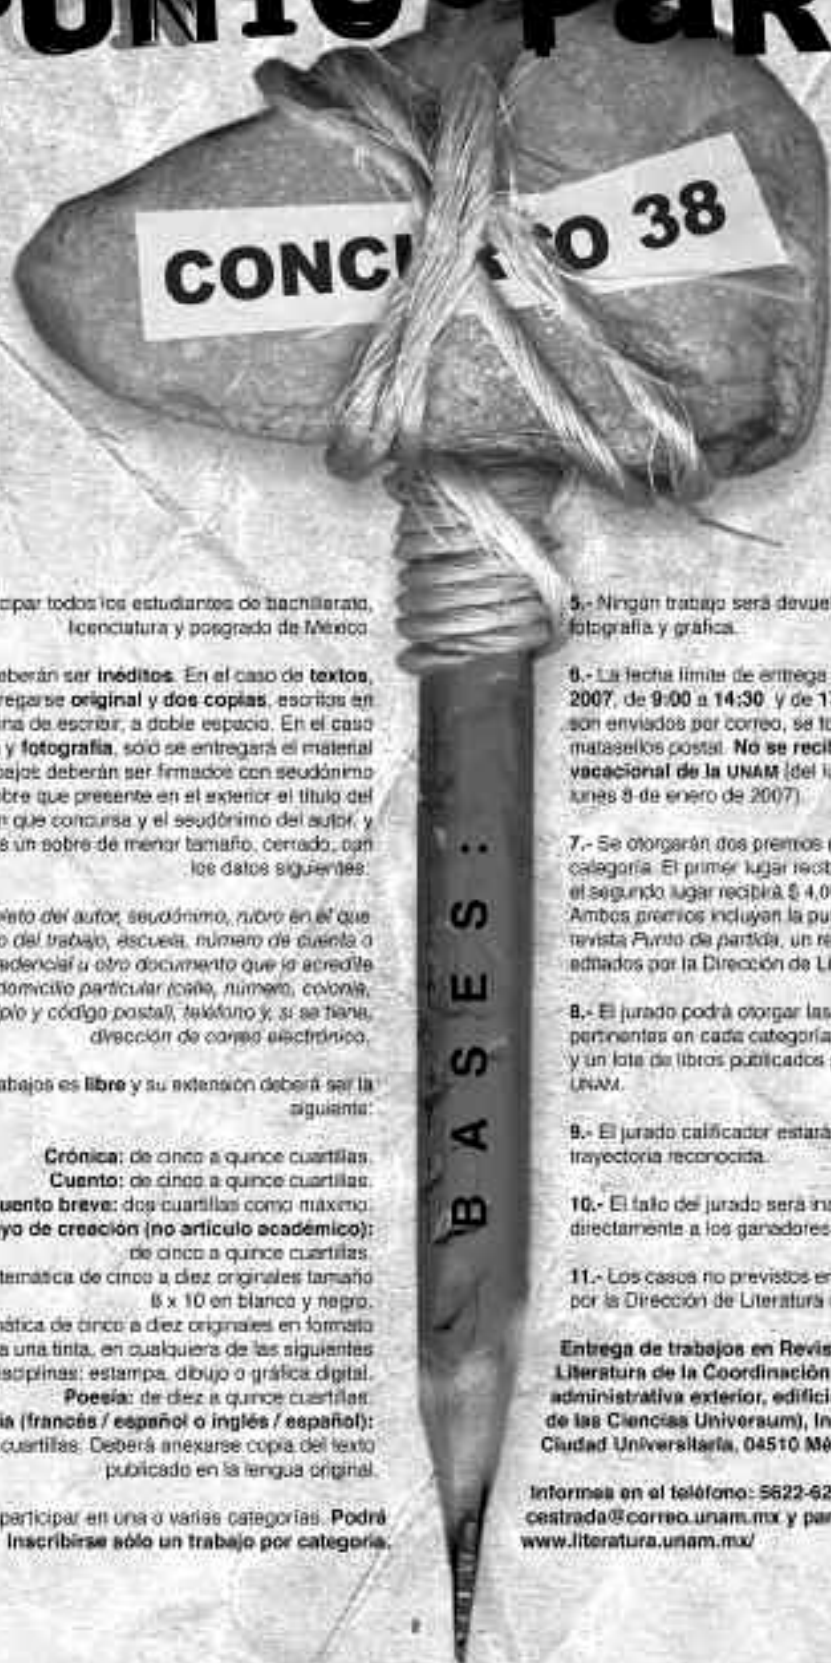 CONCURSO 38
BASES:
cipar todos los estudiantes de bachillerato,
licenciatura y posgrado de México
eberán ser inéditos. En el caso de textos,
regarse original y dos copias, escritos en
ina de escribir, a doble espacio. En el caso
y fotografía, sólo se entregará el material
bajos deberán ser firmados con seudónimo
bre que presente en el exterior el título del
n que concursa y el seudónimo del autor, y
s un sobre de menor tamaño, cerrado, con
los datos siguientes:
leto del autor, seudónimo, rubro en el que
o del trabajo, escuela, número de cuenta o
edencial u otro documento que lo acredite
domicilio particular (calle, número, colonia,
pio y código postal), teléfono y, si se tiene,
dirección de correo electrónico.
abajos es libre y su extensión deberá ser la
siguiente:
Crónica: de cinco a quince cuartillas.
Cuento: de cinco a quince cuartillas.
uento breve: dos cuartillas como máximo.
yo de creación (no artículo académico):
de cinco a quince cuartillas.
temática de cinco a diez originales tamaño
8 x 10 en blanco y negro.
ática de cinco a diez originales en formato
a una tinta, en cualquiera de las siguientes
sciplinas: estampa, dibujo o gráfica digital.
Poesía: de diez a quince cuartillas.
ia (francés / español o inglés / español):
cuartillas. Deberá anexarse copia del texto
publicado en la lengua original.
participar en una o varias categorías. Podrá
Inscribirse sólo un trabajo por categoría.
5.- Ningún trabajo será devue
fotografía y gráfica.
6.- La fecha límite de entrega
2007, de 9:00 a 14:30 y de 1
son enviados por correo, se to
matasellos postal. No se recib
vacacional de la UNAM (del l
lunes 8 de enero de 2007).
7.- Se otorgarán dos premios
categoría. El primer lugar recib
el segundo lugar recibirá $ 4,0
Ambos premios incluyen la pu
revista Punto de partida, un re
editados por la Dirección de Li
8.- El jurado podrá otorgar las
pertinentes en cada categoría
y un lote de libros publicados
UNAM.
9.- El jurado calificador estará
trayectoria reconocida.
10.- El fallo del jurado será ina
directamente a los ganadores
11.- Los casos no previstos en
por la Dirección de Literatura
Entrega de trabajos en Revis
Literatura de la Coordinación
administrativa exterior, edifici
de las Ciencias Universum), In
Ciudad Universitaria, 04510 Mé
Informes en el teléfono: 5622-62
cestrada@correo.unam.mx y par
www.literatura.unam.mx/